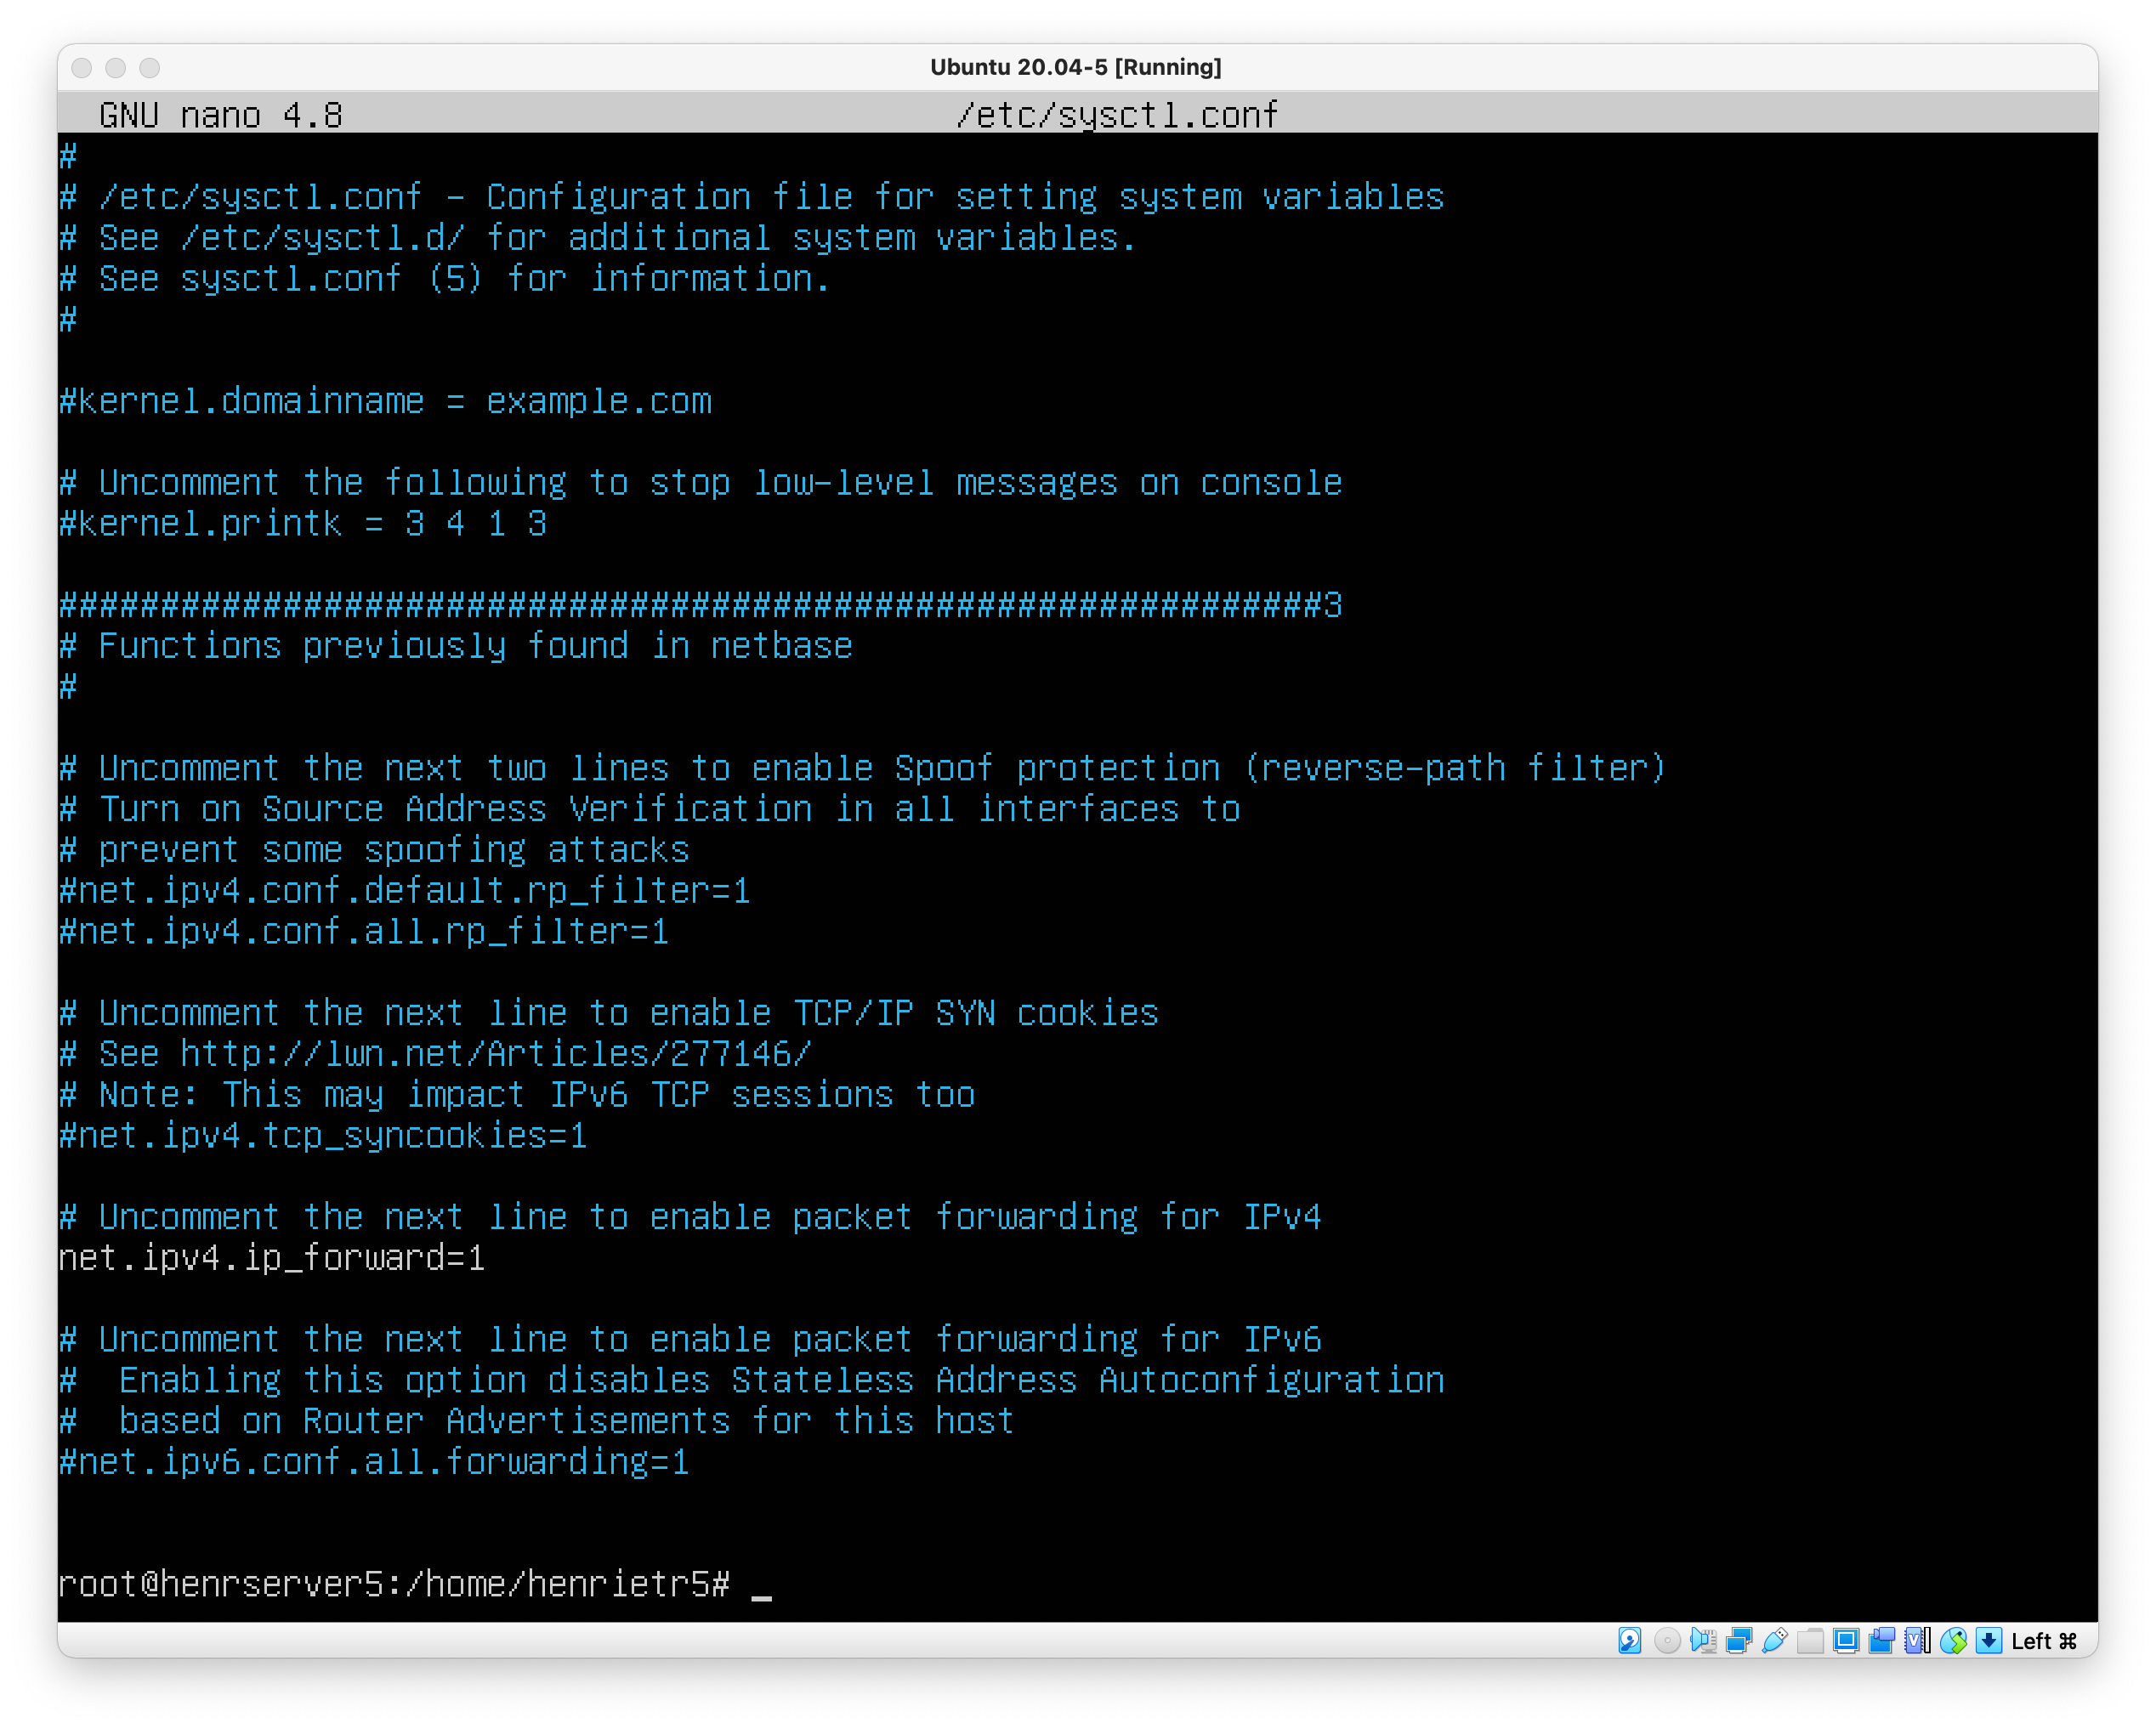 Ubuntu 20.04-5 [Running]
GNU nano 4.8 /etc/sysctl.conf
#
# /etc/sysctl.conf - Configuration file for setting system variables
# See /etc/sysctl.d/ for additional system variables.
# See sysctl.conf (5) for information.
#
#kernel.domainname = example.com
# Uncomment the following to stop low-level messages on console
#kernel.printk = 3 4 1 3
##############################################################3
# Functions previously found in netbase
#
# Uncomment the next two lines to enable Spoof protection (reverse-path filter)
# Turn on Source Address Verification in all interfaces to
# prevent some spoofing attacks
#net.ipv4.conf.default.rp_filter=1
#net.ipv4.conf.all.rp_filter=1
# Uncomment the next line to enable TCP/IP SYN cookies
# See http://lwn.net/Articles/277146/
# Note: This may impact IPv6 TCP sessions too
#net.ipv4.tcp_syncookies=1
# Uncomment the next line to enable packet forwarding for IPv4
net.ipv4.ip_forward=1
# Uncomment the next line to enable packet forwarding for IPv6
#  Enabling this option disables Stateless Address Autoconfiguration
#  based on Router Advertisements for this host
#net.ipv6.conf.all.forwarding=1
root@henrserver5:/home/henrietr5# _
Left ⌘